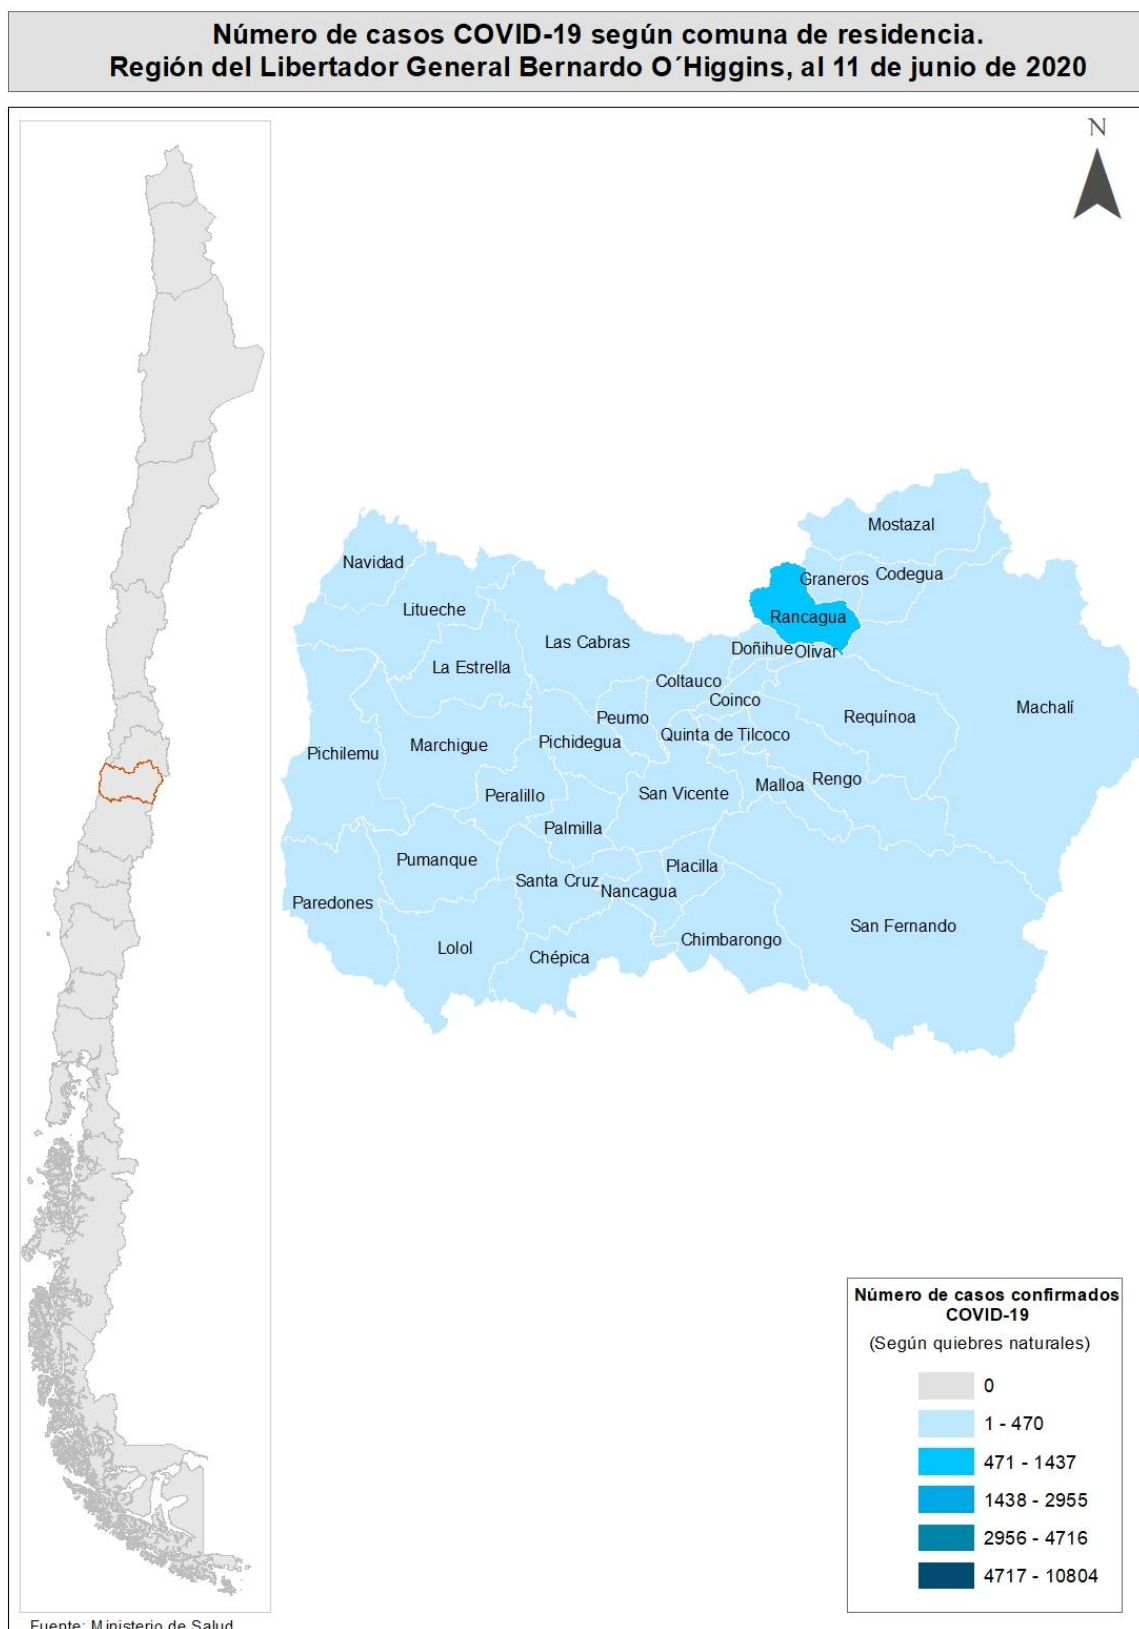 Número de casos COVID-19 según comuna de residencia.
Región del Libertador General Bernardo O´Higgins, al 11 de junio de 2020
N
Mostazal
Navidad
Graneros
Codegua
Litueche
Rancagua
Las Cabras
Doñihue
Olivar
La Estrella
Coltauco
Coinco
Machalí
Peumo
Requínoa
Quinta de Tilcoco
Pichidegua
Marchigue
Pichilemu
Rengo
Malloa
San Vicente
Peralillo
Palmilla
Pumanque
Placilla
Santa Cruz
Nancagua
Paredones
San Fernando
Chimbarongo
Lolol
Chépica
Número de casos confirmados
COVID-19
(Según quiebres naturales)
0
1 - 470
471 - 1437
1438 - 2955
2956 - 4716
4717 - 10804
Fuente: Ministerio de Salud